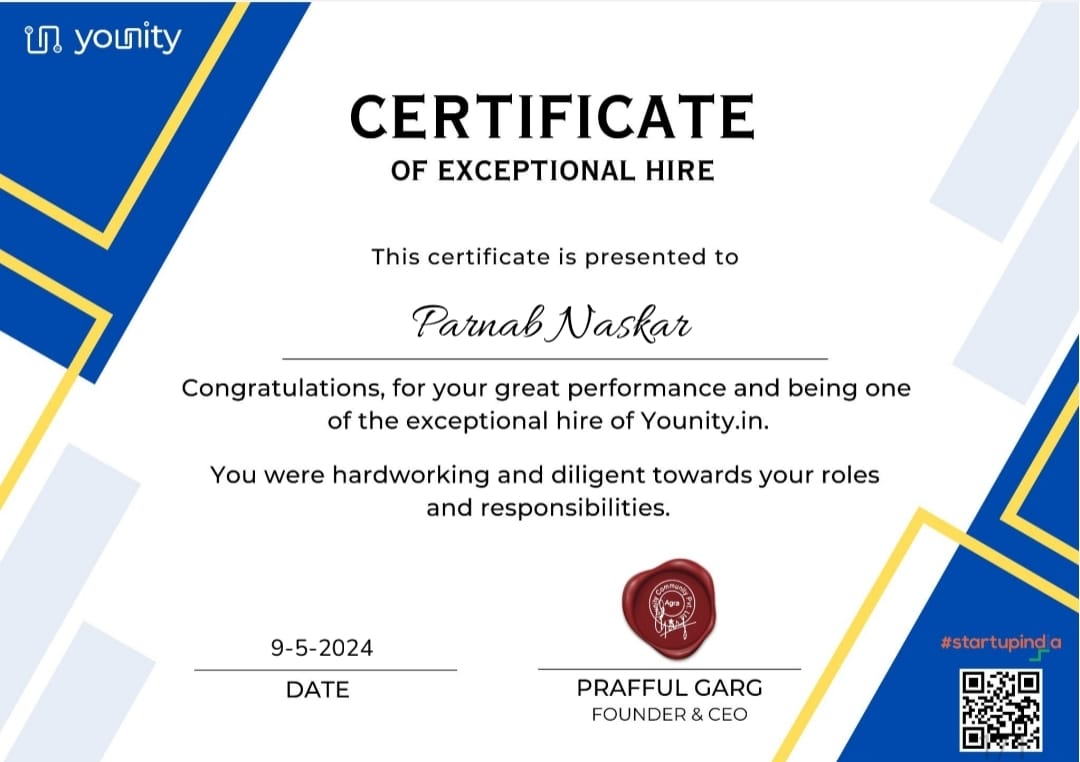 younity
CERTIFICATE
OF EXCEPTIONAL HIRE
This certificate is presented to
Parnab Naskar
Congratulations, for your great performance and being one
of the exceptional hire of Younity.in.
You were hardworking and diligent towards your roles
and responsibilities.
Community Pvt. Ltd.
Agra
9-5-2024
DATE
PRAFFUL GARG
FOUNDER & CEO
#startupindia